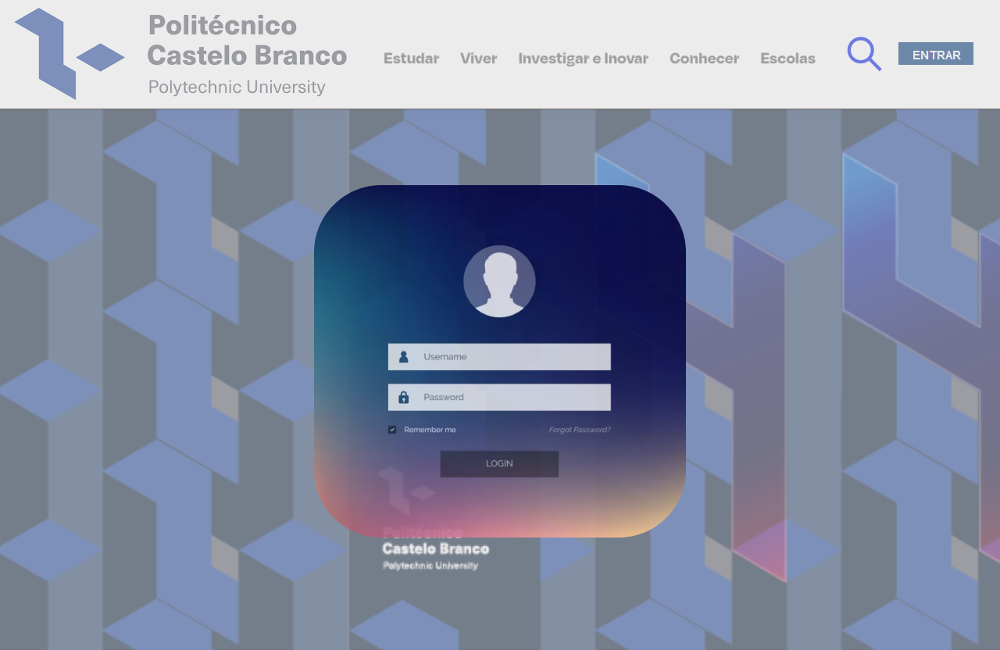 Politécnico
Castelo Branco
Polytechnic University
Estudar Viver Investigar e Inovar Conhecer Escolas
ENTRAR
Username
Password
Remember me Forgot Password?
LOGIN
Politécnico
Castelo Branco
Polytechnic University